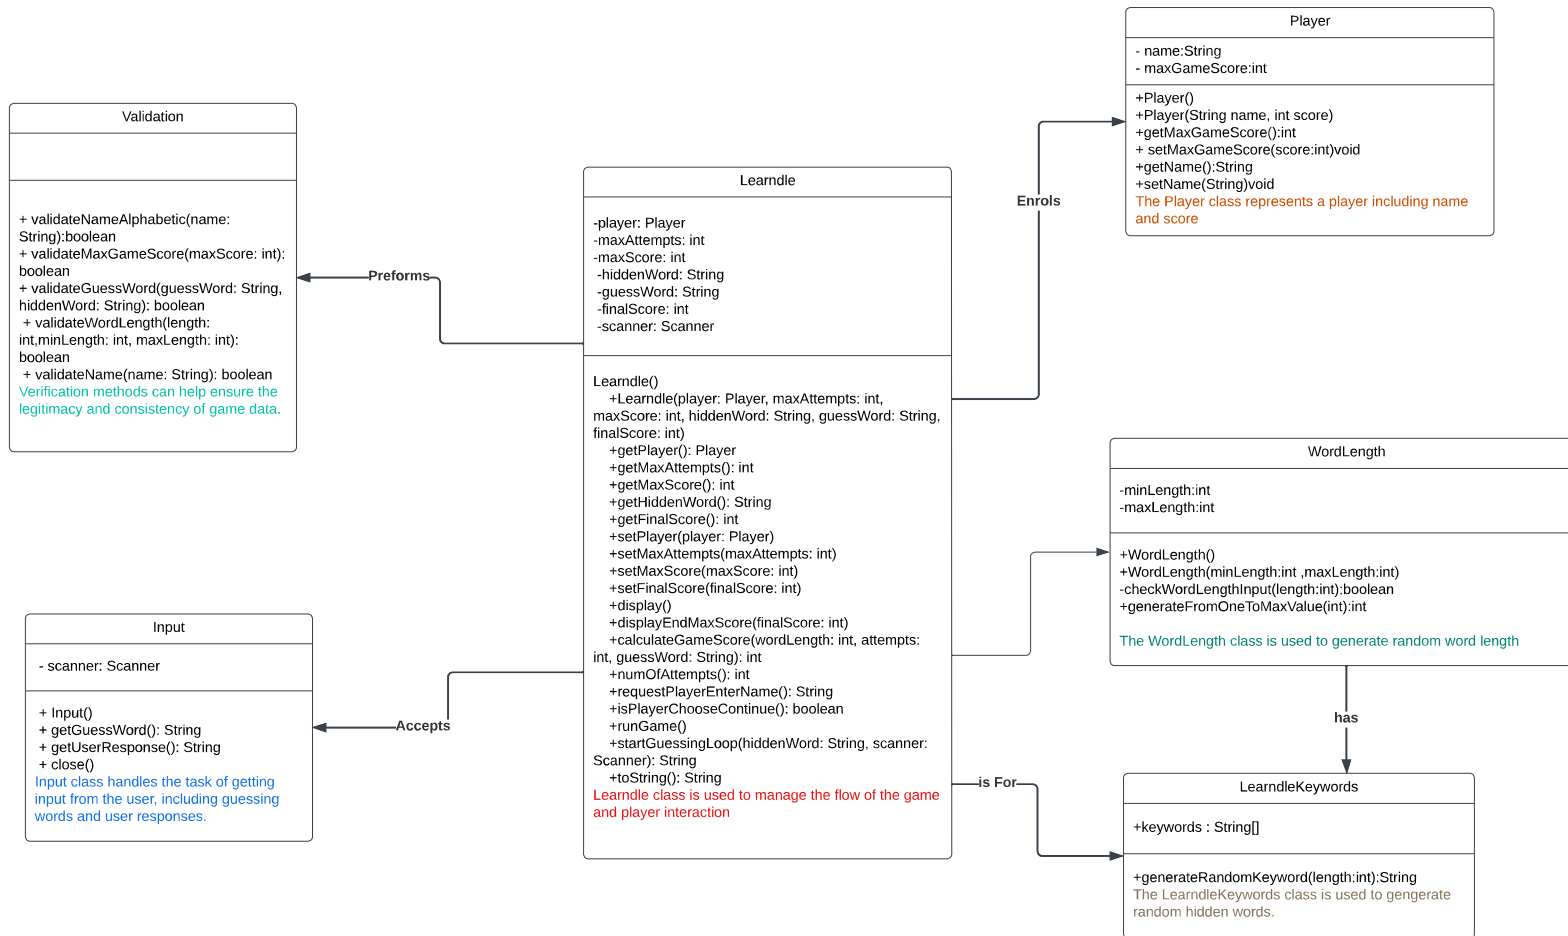 Player
- name:String
- maxGameScore:int
+Player()
+Player(String name, int score)
+getMaxGameScore():int
+ setMaxGameScore(score:int)void
+getName():String
+setName(String)void
The Player class represents a player including name
and score
Validation
+ validateNameAlphabetic(name:
String):boolean
+ validateMaxGameScore(maxScore: int):
boolean
+ validateGuessWord(guessWord: String,
hiddenWord: String): boolean
+ validateWordLength(length:
int,minLength: int, maxLength: int):
boolean
+ validateName(name: String): boolean
Verification methods can help ensure the
legitimacy and consistency of game data.
Preforms
Learndle
-player: Player
-maxAttempts: int
-maxScore: int
-hiddenWord: String
-guessWord: String
-finalScore: int
-scanner: Scanner
Learndle()
+Learndle(player: Player, maxAttempts: int,
maxScore: int, hiddenWord: String, guessWord: String,
finalScore: int)
+getPlayer(): Player
+getMaxAttempts(): int
+getMaxScore(): int
+getHiddenWord(): String
+getFinalScore(): int
+setPlayer(player: Player)
+setMaxAttempts(maxAttempts: int)
+setMaxScore(maxScore: int)
+setFinalScore(finalScore: int)
+display()
+displayEndMaxScore(finalScore: int)
+calculateGameScore(wordLength: int, attempts:
int, guessWord: String): int
+numOfAttempts(): int
+requestPlayerEnterName(): String
+isPlayerChooseContinue(): boolean
+runGame()
+startGuessingLoop(hiddenWord: String, scanner:
Scanner): String
+toString(): String
Learndle class is used to manage the flow of the game
and player interaction
Enrols
WordLength
-minLength:int
-maxLength:int
+WordLength()
+WordLength(minLength:int ,maxLength:int)
-checkWordLengthInput(length:int):boolean
+generateFromOneToMaxValue(int):int
The WordLength class is used to generate random word length
Input
- scanner: Scanner
+ Input()
+ getGuessWord(): String
+ getUserResponse(): String
+ close()
Input class handles the task of getting
input from the user, including guessing
words and user responses.
Accepts
has
is For
LearndleKeywords
+keywords : String[]
+generateRandomKeyword(length:int):String
The LearndleKeywords class is used to gengerate
random hidden words.